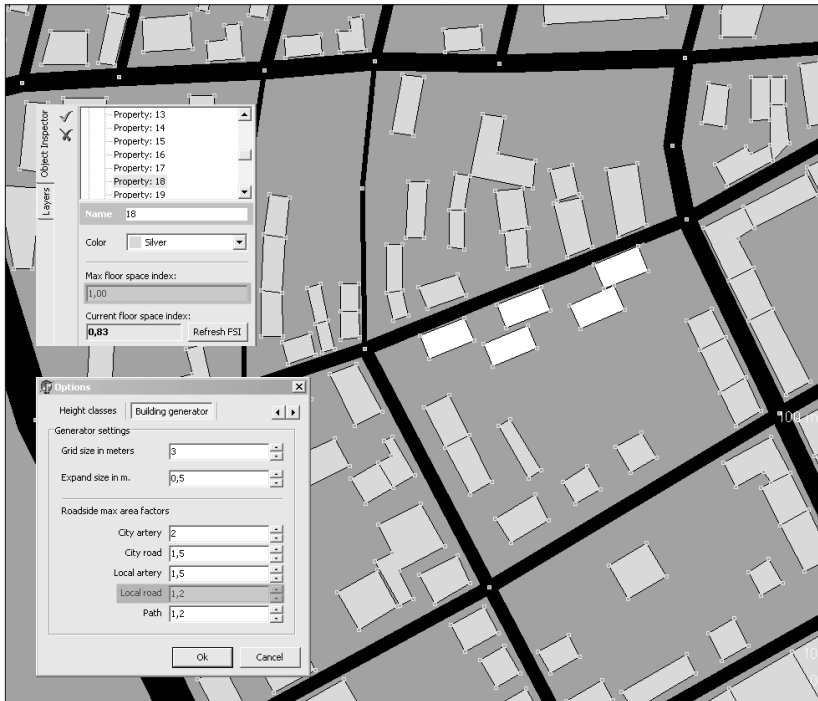 Object Inspector
Layers
Property: 13
Property: 14
Property: 15
Property: 16
Property: 17
Property: 18
Property: 19
Name 18
Color Silver
Max floor space index:
1,00
Current floor space index:
0,83 Refresh FSI
Options
Height classes Building generator
Generator settings
Grid size in meters 3
Expand size in m. 0,5
Roadside max area factors
City artery 2
City road 1,5
Local artery 1,5
Local road 1,2
Path 1,2
Ok Cancel
100 m